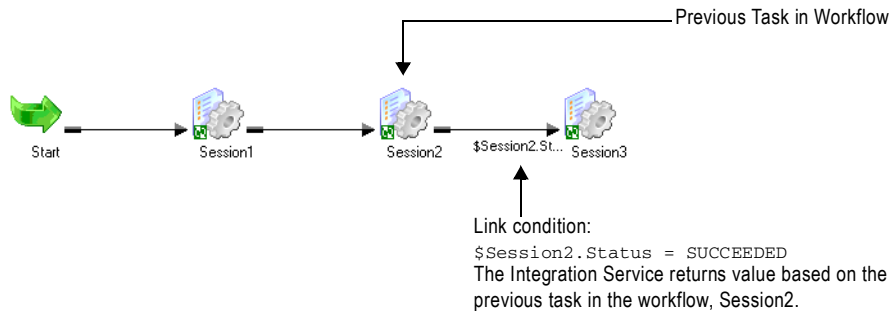 Previous Task in Workflow
Start
Session1
Session2
$Session2.St...
Session3
Link condition:
$Session2.Status = SUCCEEDED
The Integration Service returns value based on the
previous task in the workflow, Session2.